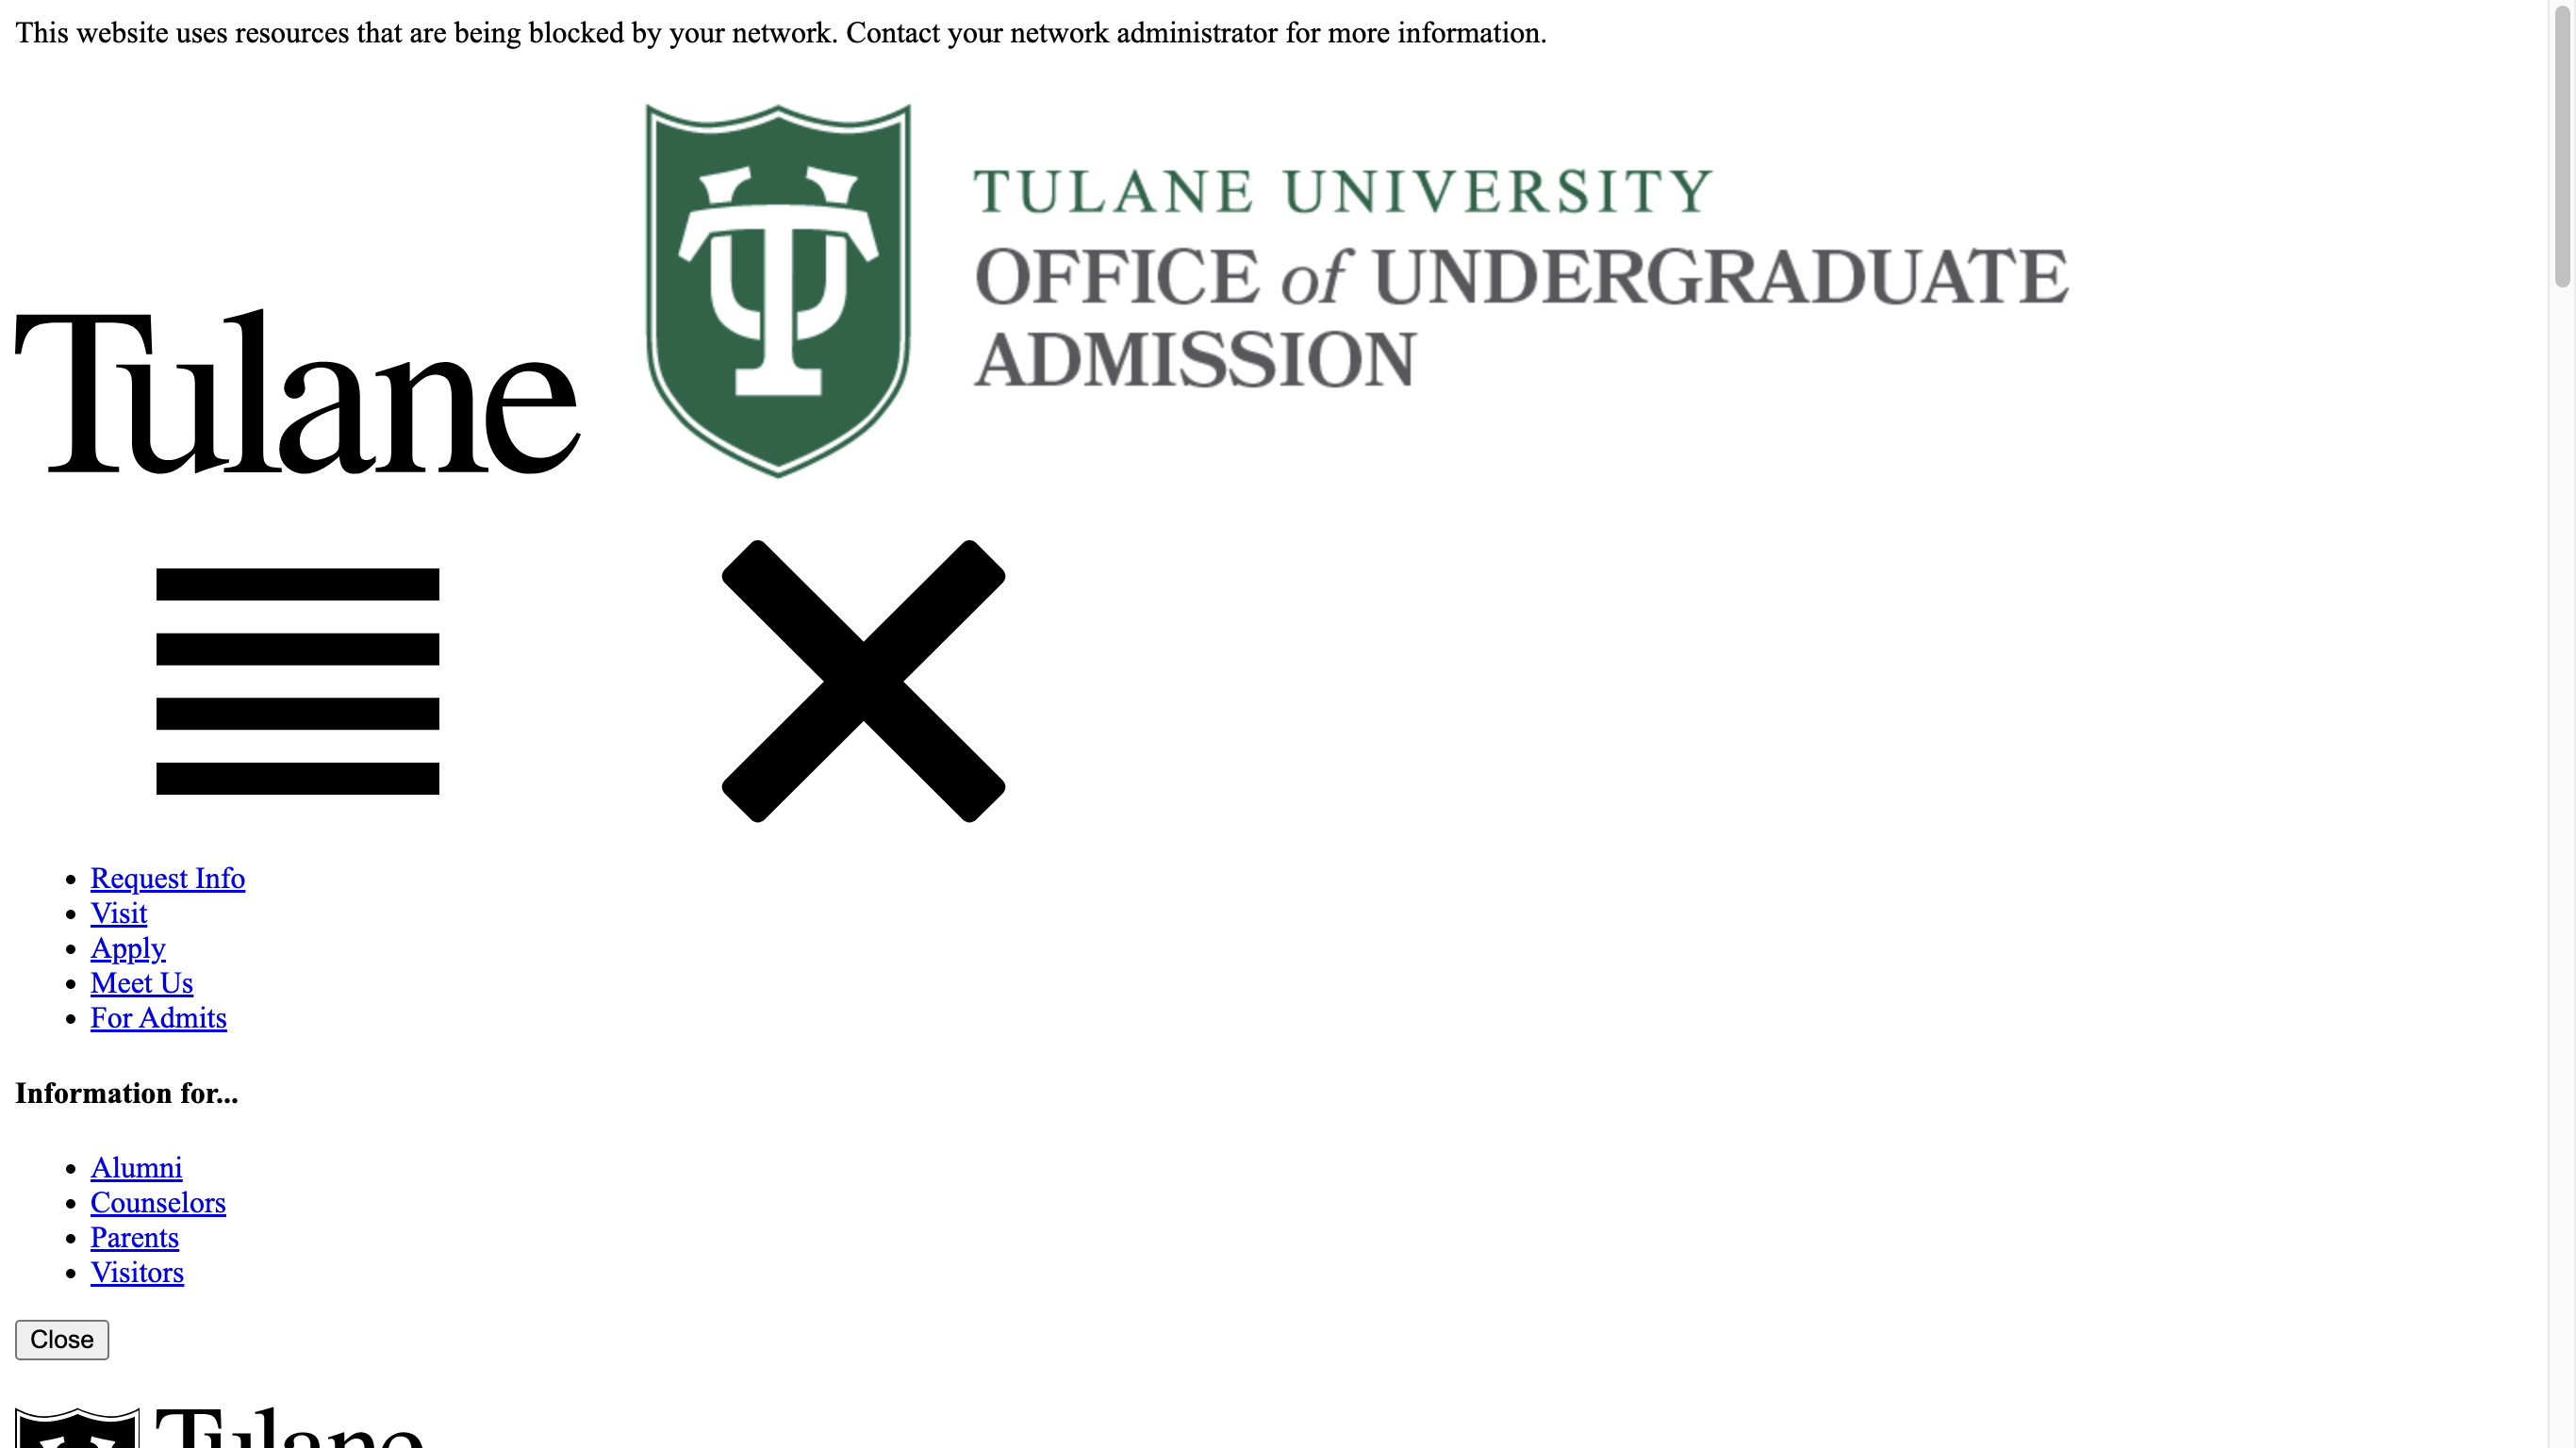 This website uses resources that are being blocked by your network. Contact your network administrator for more information.
Tulane
TULANE UNIVERSITY
OFFICE of UNDERGRADUATE
ADMISSION
Request Info
Visit
Apply
Meet Us
For Admits
Information for...
Alumni
Counselors
Parents
Visitors
Close
Tulane